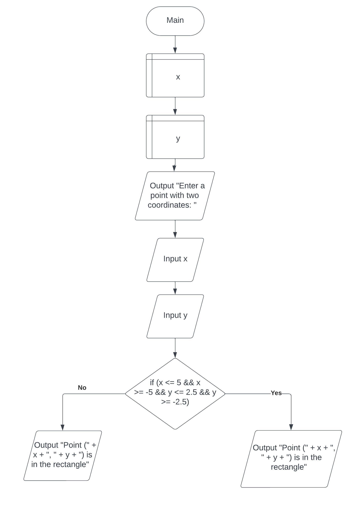 Main
x
y
Output "Enter a
point with two
coordinates: "
Input x
Input y
if (x <= 5 && x
>= -5 && y <= 2.5 && y
>= -2.5)
No
Yes
Output "Point (" +
x + ", " + y + ") is
in the rectangle"
Output "Point (" + x + ",
" + y + ") is in the
rectangle"